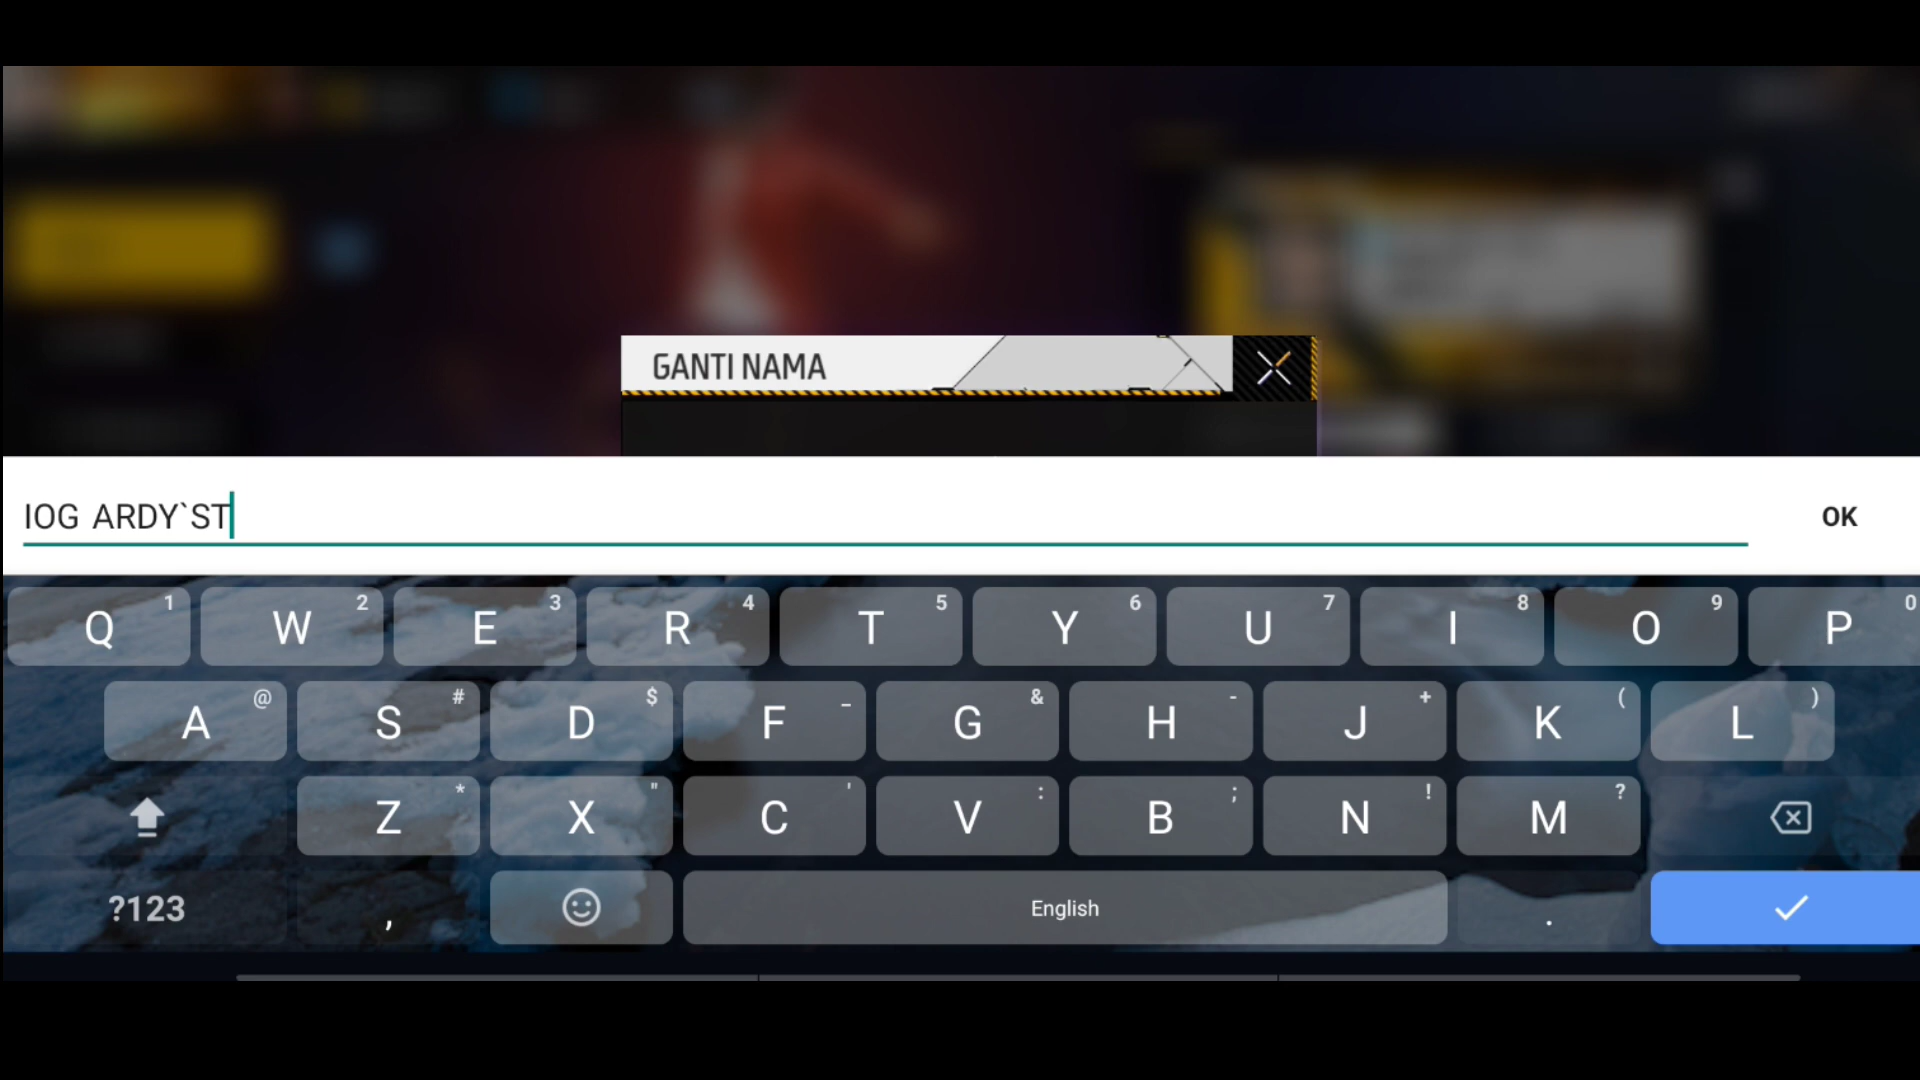 GANTI NAMA
IOG ARDY`ST
OK
Q 1 W 2 E 3 R 4 T 5 Y 6 U 7 I 8 O 9 P 0
A @ S # D $ F _ G & H - J + K ( L )
Z * X " C ' V : B ; N ! M ?
?123 , English .